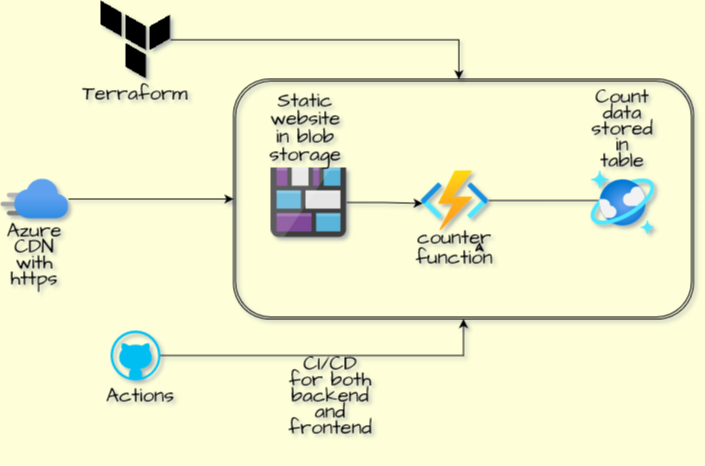 Terraform
Static
website
in blob
storage
Count
data
stored
in
table
Azure
CDN
with
https
counter
function
Actions
CI/CD
for both
backend
and
frontend